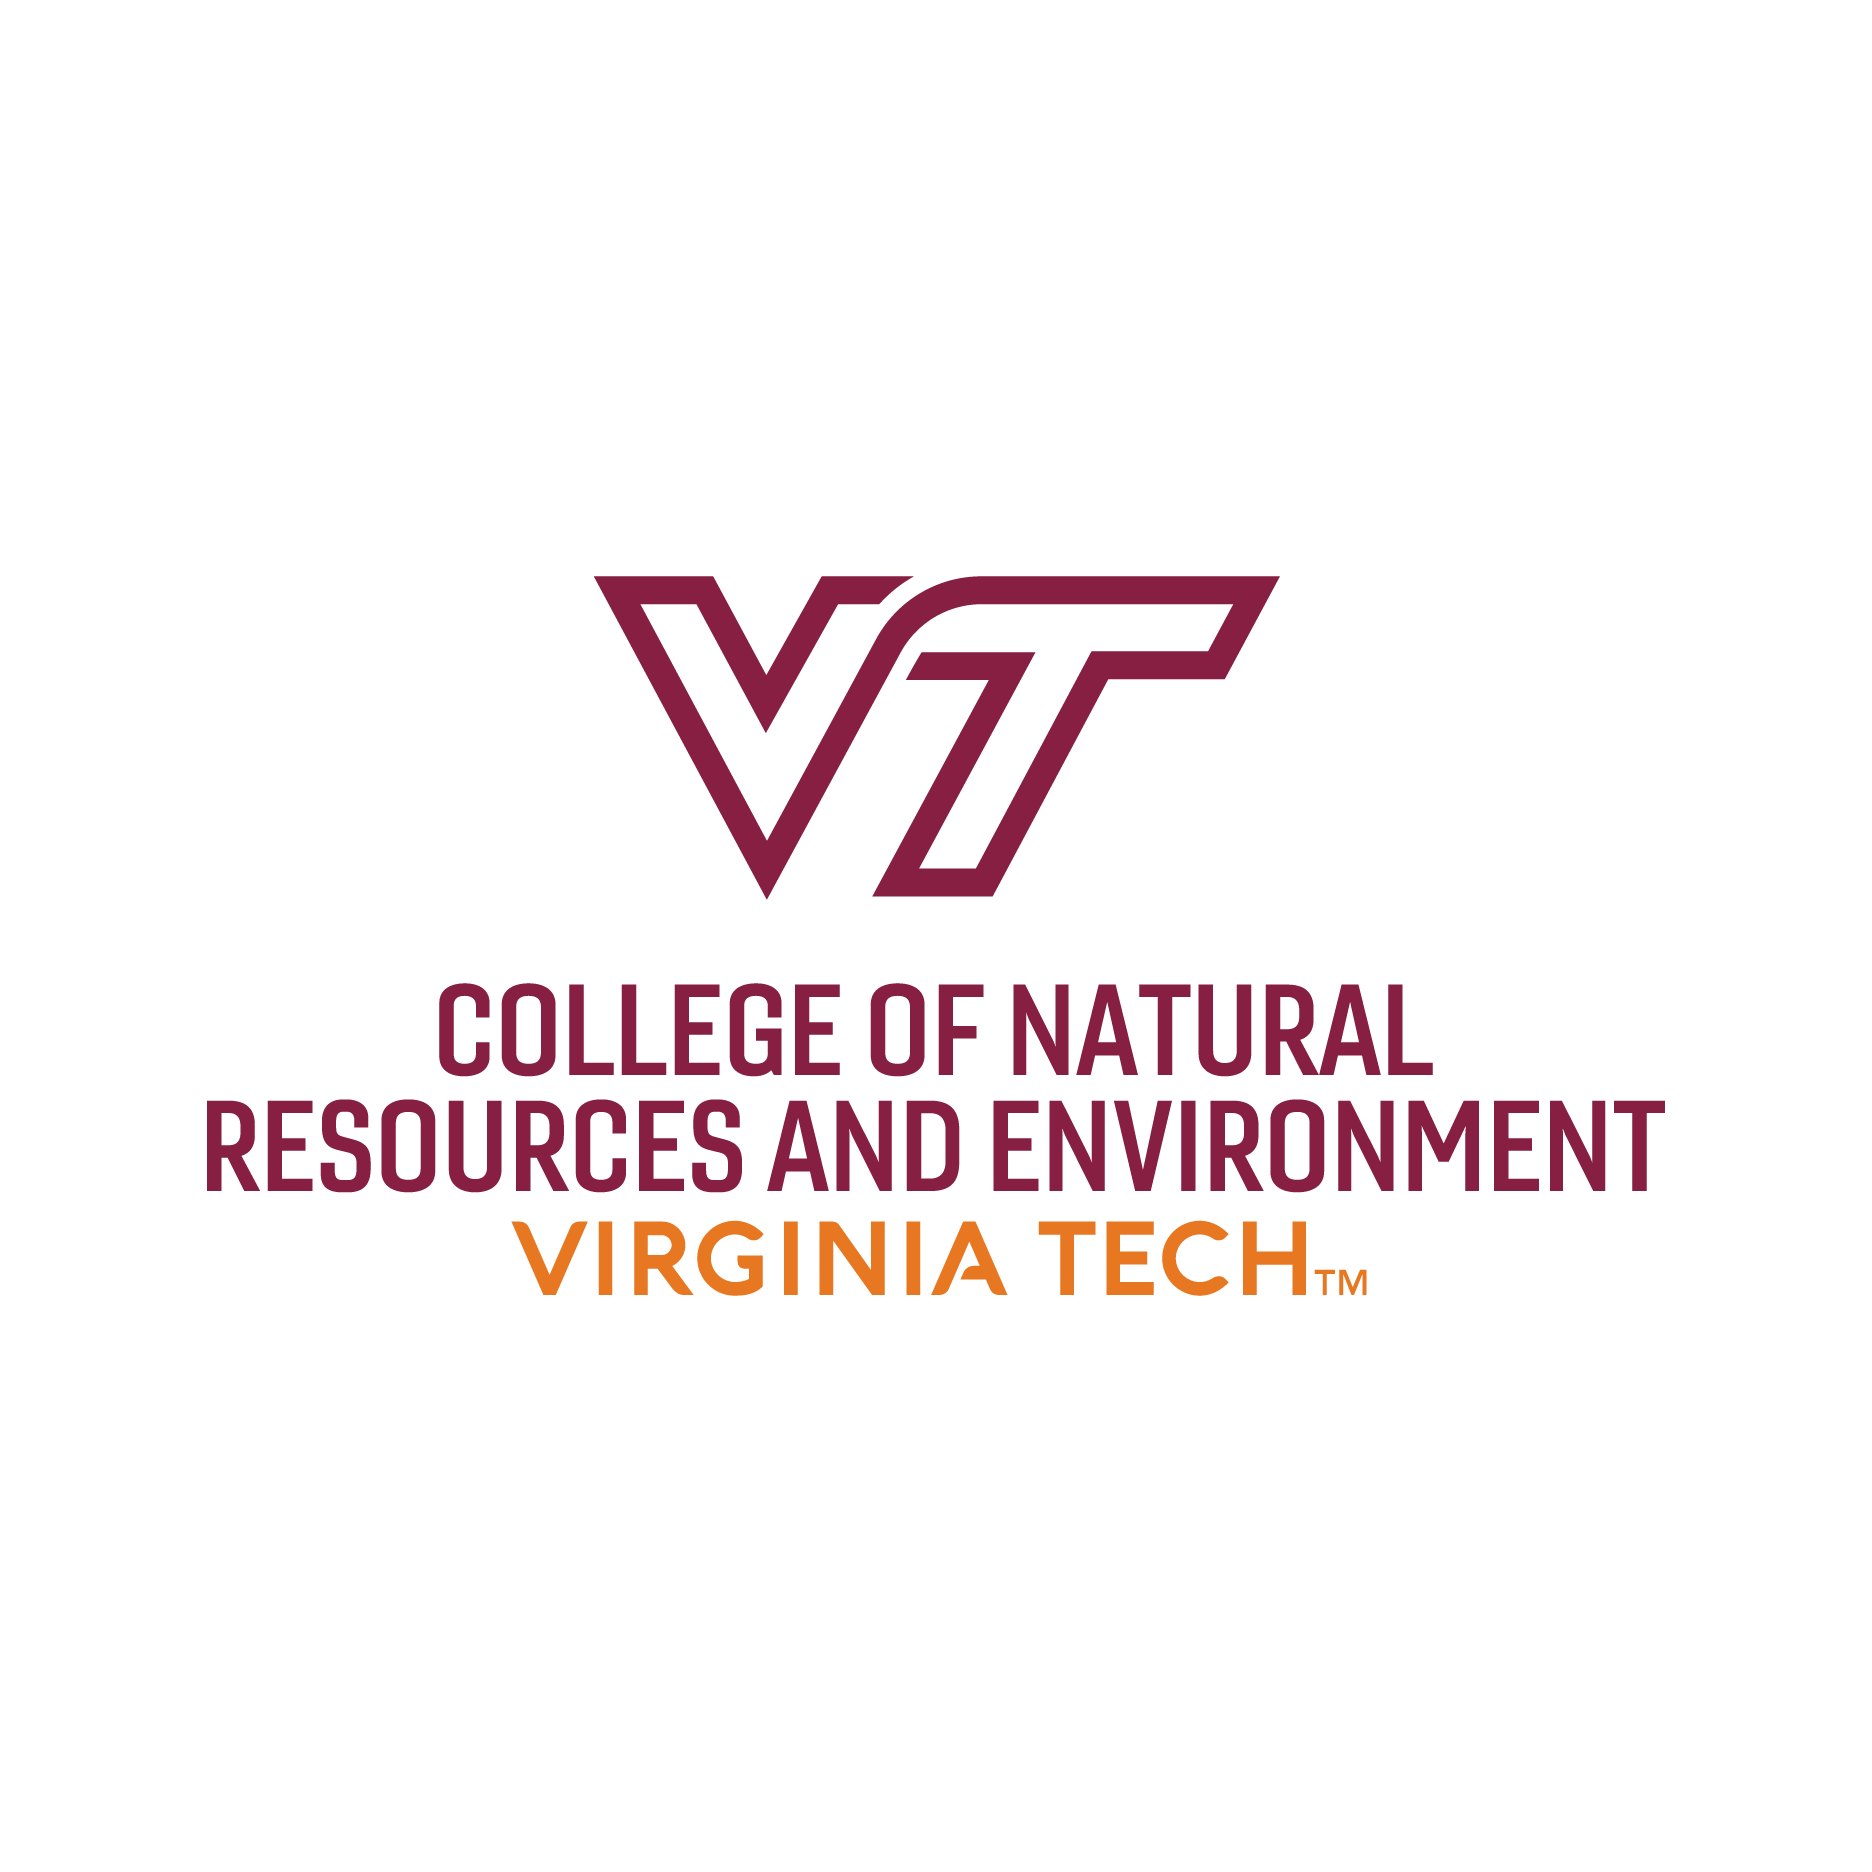 VT
COLLEGE OF NATURAL
RESOURCES AND ENVIRONMENT
VIRGINIA TECH™